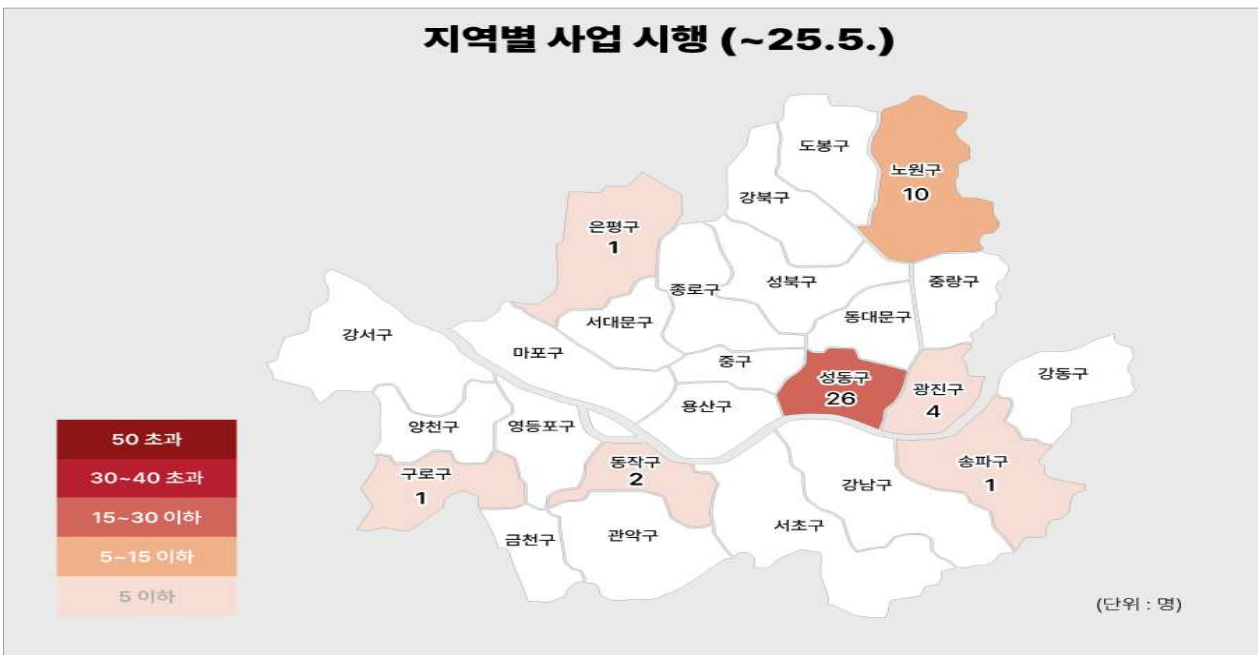 지역별 사업 시행 (~25.5.)
도봉구
노원구
10
강북구
은평구
1
종로구
성북구
중랑구
서대문구
동대문구
강서구
마포구
중구
성동구
26
광진구
4
강동구
용산구
양천구
영등포구
구로구
1
동작구
2
송파구
1
강남구
서초구
금천구
관악구
50 초과
30~40 초과
15~30 이하
5~15 이하
5 이하
(단위 : 명)